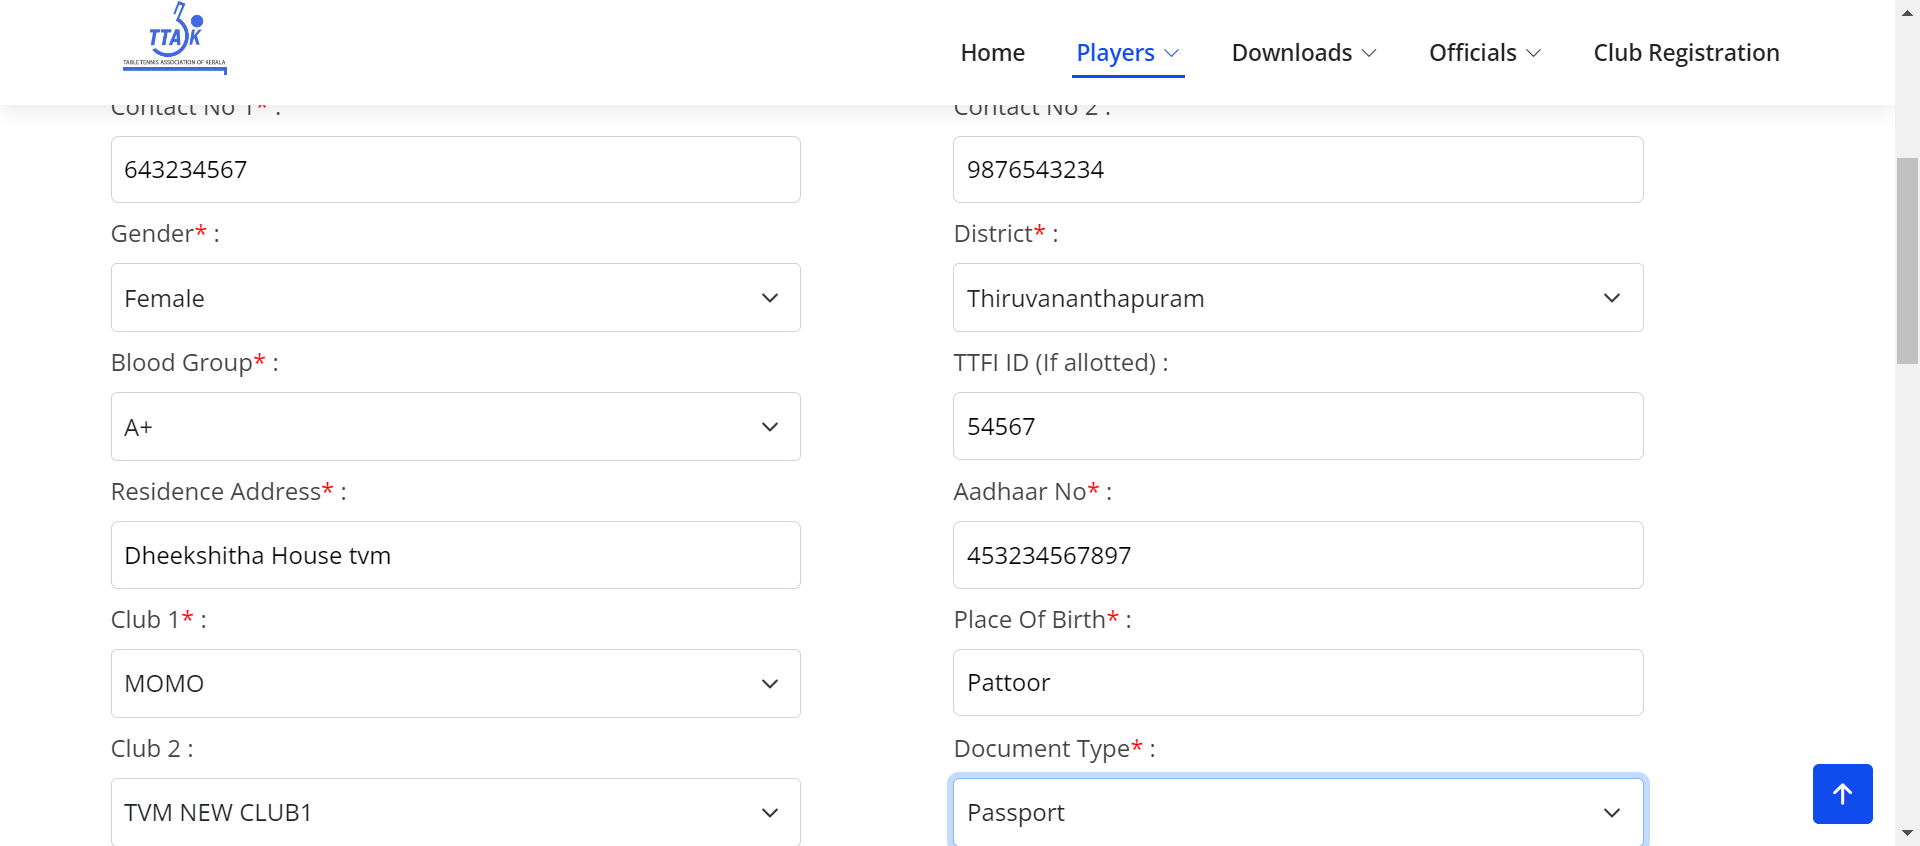 TTASK
TABLE TENNIS ASSOCIATION OF KERALA
Home
Players
Downloads
Officials
Club Registration
Contact No 1* :
Contact No 2 :
643234567
9876543234
Gender* :
District* :
Female
Thiruvananthapuram
Blood Group* :
TTFI ID (If allotted) :
A+
54567
Residence Address* :
Aadhaar No* :
Dheekshitha House tvm
453234567897
Club 1* :
Place Of Birth* :
MOMO
Pattoor
Club 2 :
Document Type* :
TVM NEW CLUB1
Passport